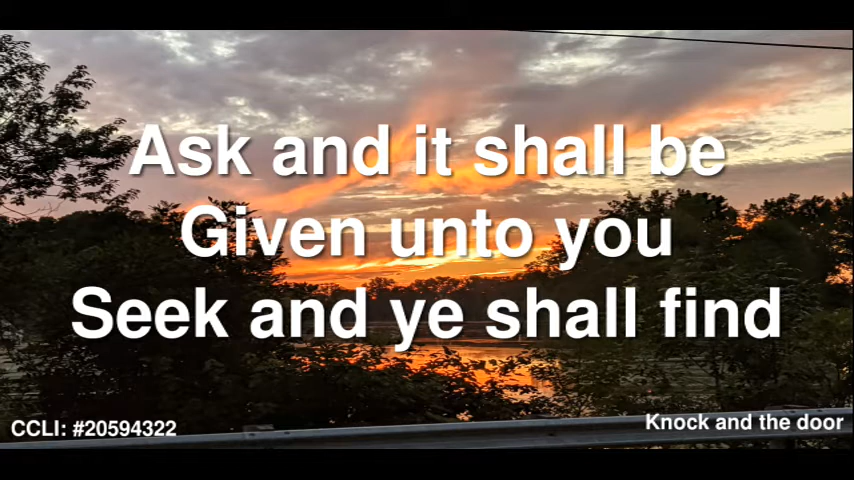 Ask and it shall be
Given unto you
Seek and ye shall find
CCLI: #20594322
Knock and the door